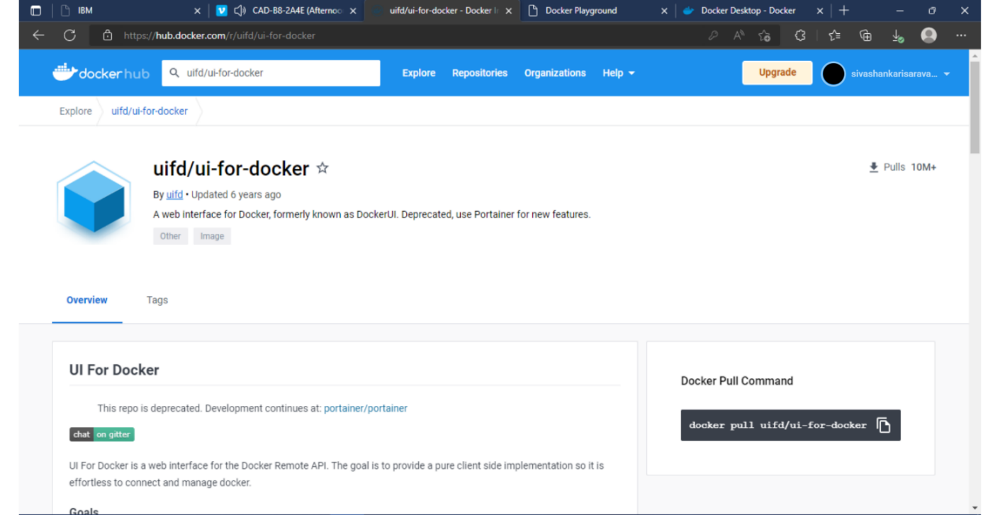 IBM
CAD-B8-2A4E (Afternoo
uifd/ui-for-docker - Docker I
Docker Playground
Docker Desktop - Docker
https://hub.docker.com/r/uifd/ui-for-docker
dockerhub
uifd/ui-for-docker
Explore
Repositories
Organizations
Help
Upgrade
sivashankarisarava...
Explore
uifd/ui-for-docker
uifd/ui-for-docker
Pulls 10M+
By uifd • Updated 6 years ago
A web interface for Docker, formerly known as DockerUI. Deprecated, use Portainer for new features.
Other
Image
Overview
Tags
UI For Docker
This repo is deprecated. Development continues at: portainer/portainer
chat on gitter
UI For Docker is a web interface for the Docker Remote API. The goal is to provide a pure client side implementation so it is
effortless to connect and manage docker.
Goals
Docker Pull Command
docker pull uifd/ui-for-docker